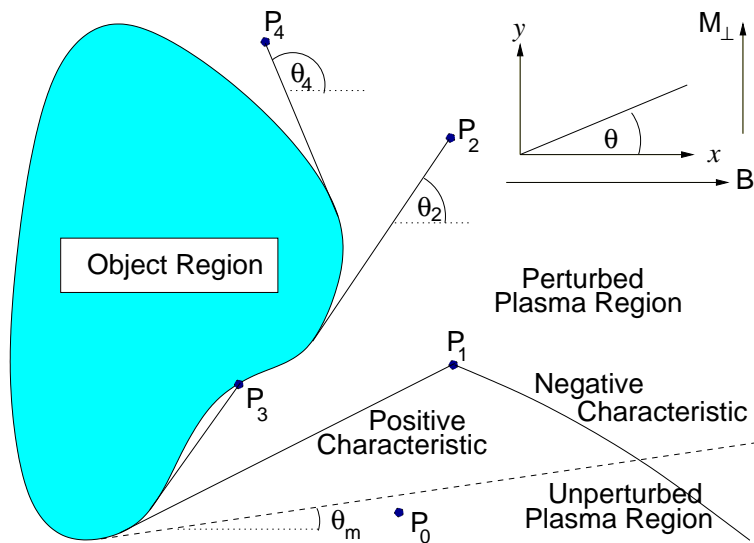 P4
θ4
y
M⊥
θ
x
B
P2
θ2
Object Region
Perturbed
Plasma Region
P1
P3
Positive
Characteristic
Negative
Characteristic
θm
P0
Unperturbed
Plasma Region